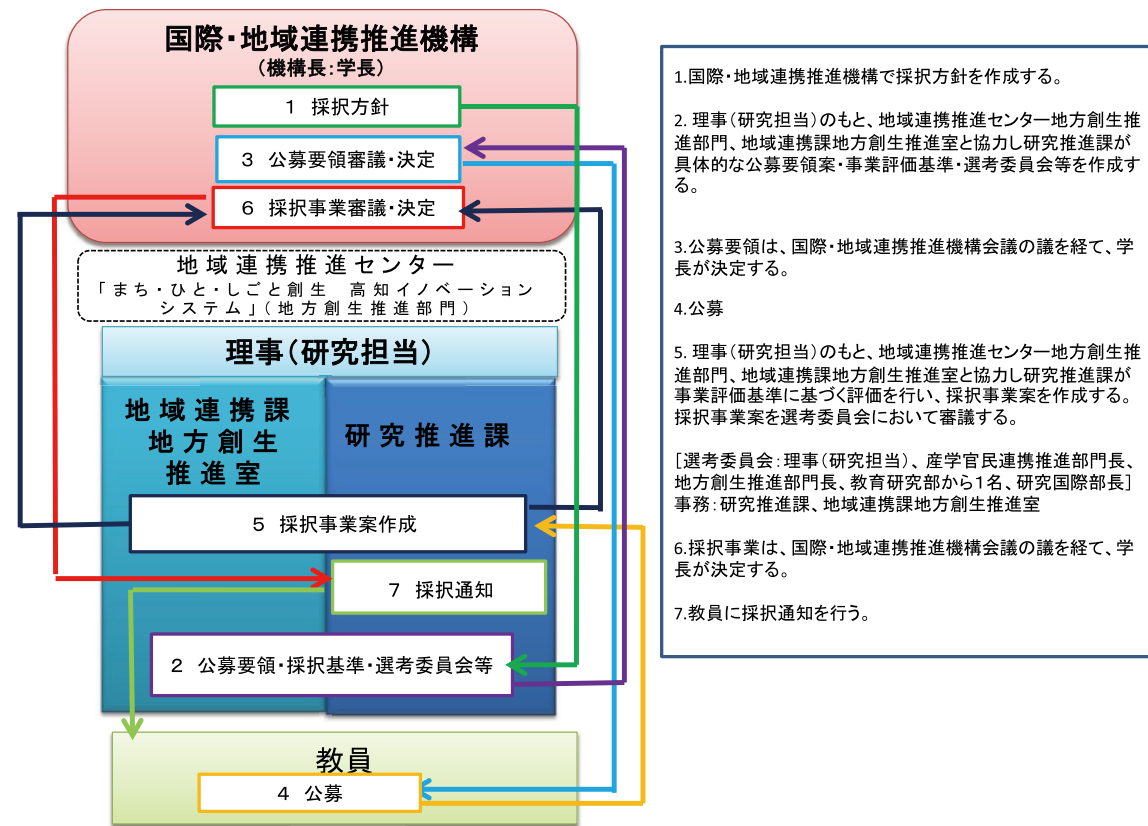 国際・地域連携推進機構
（機構長：学長）
1 採択方針
3 公募要領審議・決定
6 採択事業審議・決定
地域連携推進センター
「まち・ひと・しごと創生　高知イノベーション
システム」（地方創生推進部門）
理事（研究担当）
地域連携課
地方創生
推進室
研究推進課
5 採択事業案作成
7 採択通知
2 公募要領・採択基準・選考委員会等
教員
4 公募
1.国際・地域連携推進機構で採択方針を作成する。
2. 理事（研究担当）のもと、地域連携推進センター地方創生推
進部門、地域連携課地方創生推進室と協力し研究推進課が
具体的な公募要領案・事業評価基準・選考委員会等を作成す
る。
3.公募要領は、国際・地域連携推進機構会議の議を経て、学
長が決定する。
4.公募
5. 理事（研究担当）のもと、地域連携推進センター地方創生推
進部門、地域連携課地方創生推進室と協力し研究推進課が
事業評価基準に基づく評価を行い、採択事業案を作成する。
採択事業案を選考委員会において審議する。
［選考委員会：理事（研究担当）、産学官民連携推進部門長、
地方創生推進部門長、教育研究部から１名、研究国際部長］
事務：研究推進課、地域連携課地方創生推進室
6.採択事業は、国際・地域連携推進機構会議の議を経て、学
長が決定する。
7.教員に採択通知を行う。